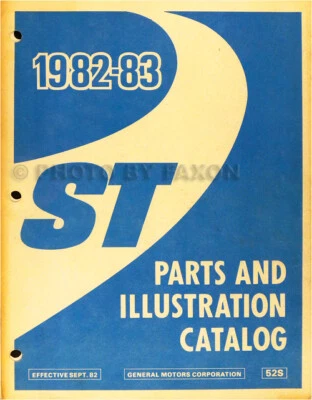 1982-83
© PHOTO BY FAXON
ST
PARTS AND
ILLUSTRATION
CATALOG
EFFECTIVE SEPT. 82
GENERAL MOTORS CORPORATION
52S